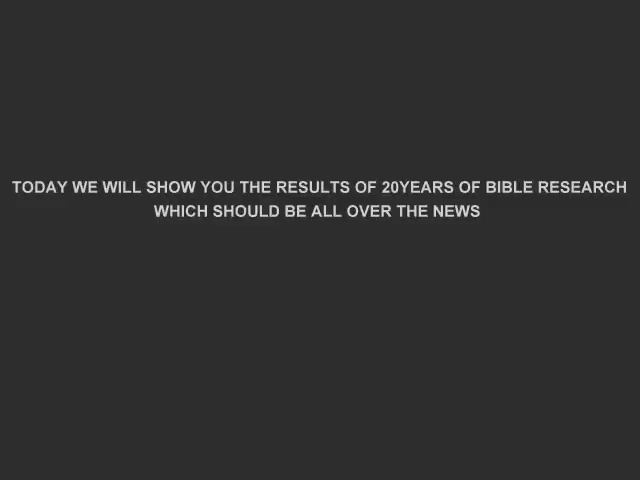 TODAY WE WILL SHOW YOU THE RESULTS OF 20YEARS OF BIBLE RESEARCH
WHICH SHOULD BE ALL OVER THE NEWS